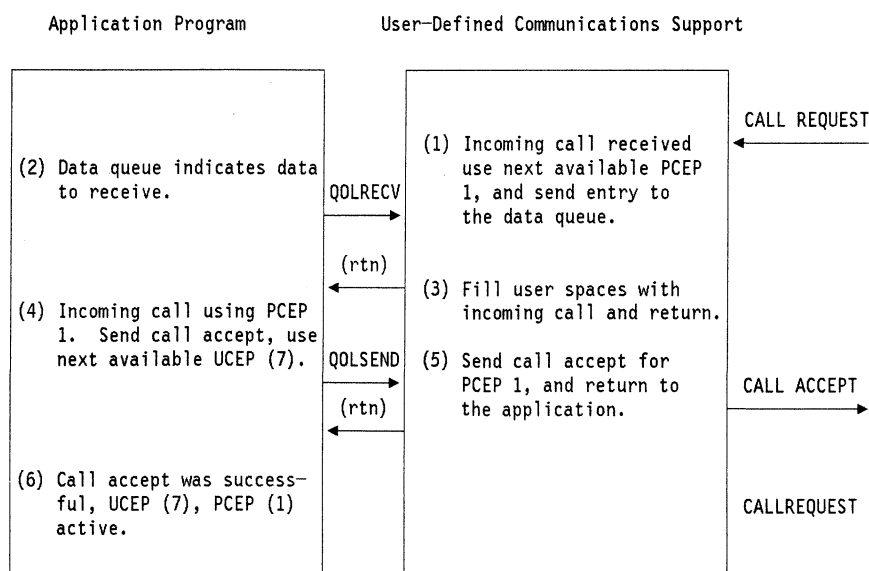 Application Program
User-Defined Communications Support
CALL REQUEST
(1) Incoming call received
use next available PCEP
1, and send entry to
the data queue.
(2) Data queue indicates data
to receive.
QOLRECV
(rtn)
(3) Fill user spaces with
incoming call and return.
(4) Incoming call using PCEP
1. Send call accept, use
next available UCEP (7).
QOLSEND
(5) Send call accept for
PCEP 1, and return to
the application.
CALL ACCEPT
(rtn)
(6) Call accept was success-
ful, UCEP (7), PCEP (1)
active.
CALLREQUEST